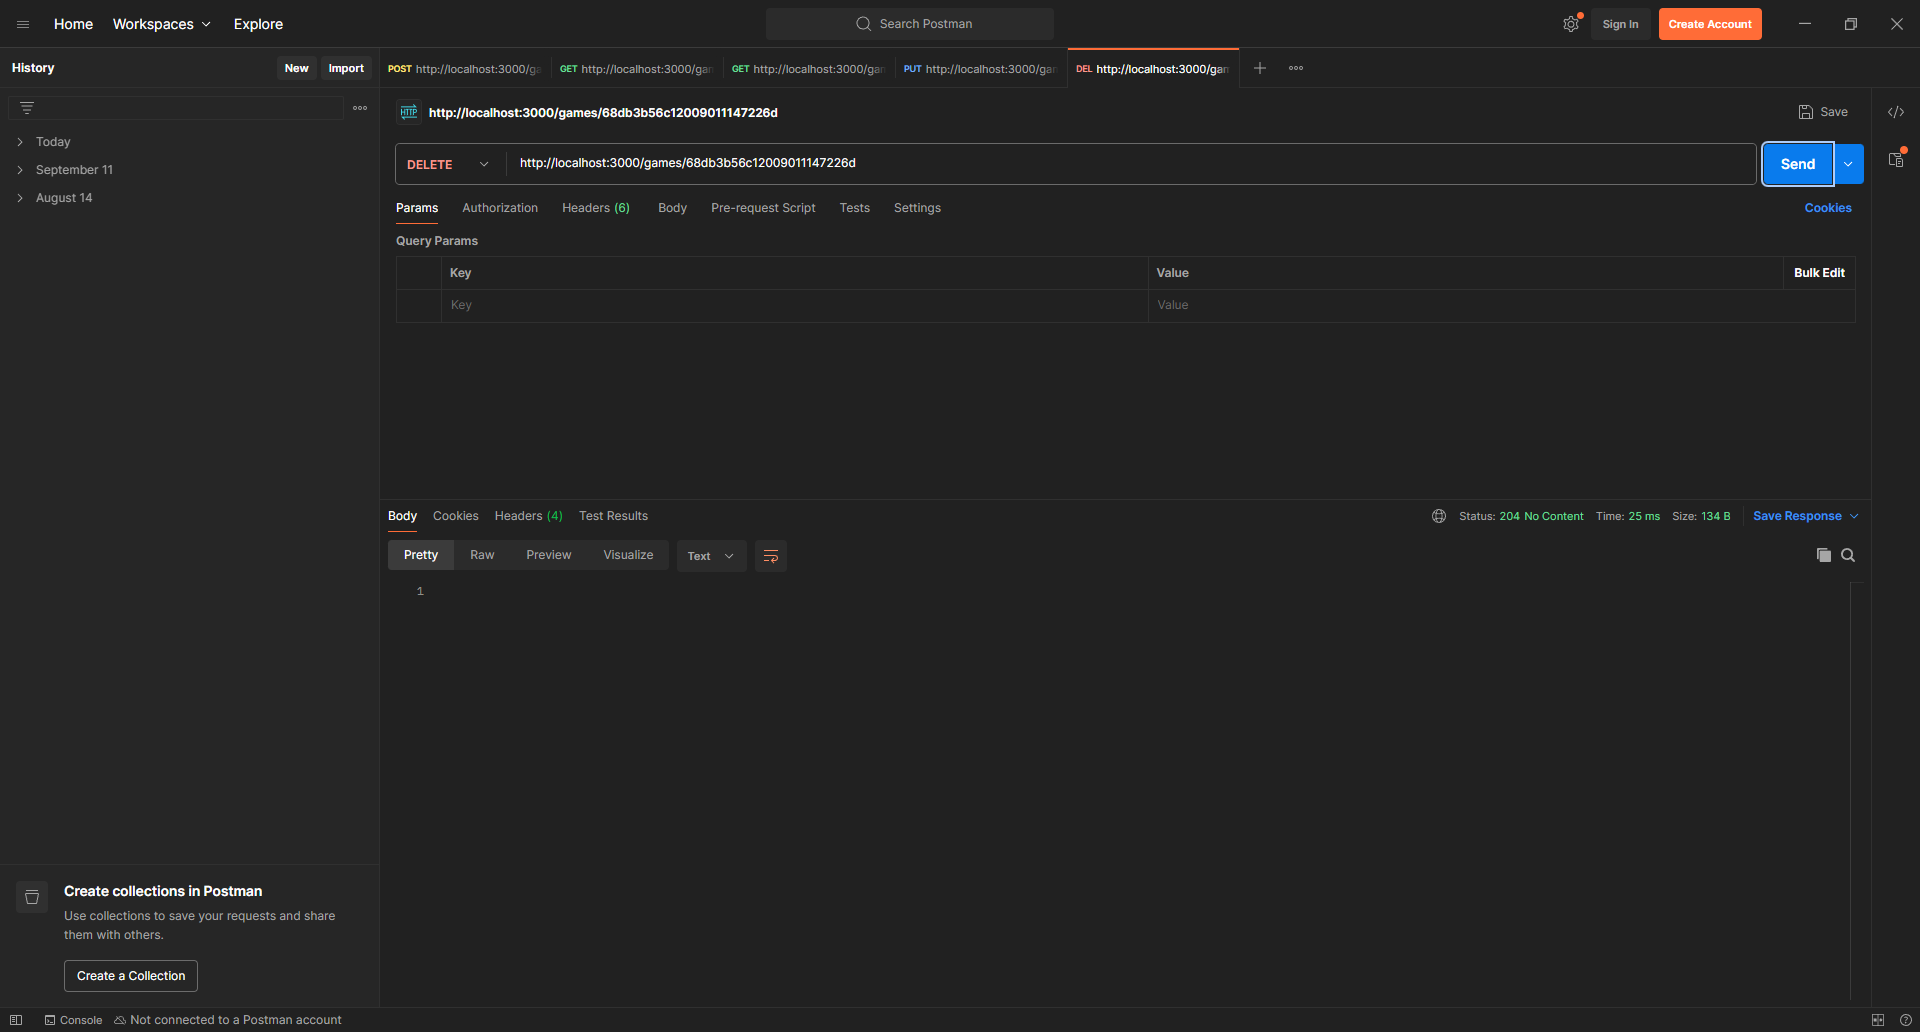 Home Workspaces Explore Search Postman Sign In Create Account
History New Import
POST http://localhost:3000/ga GET http://localhost:3000/gan GET http://localhost:3000/gan PUT http://localhost:3000/gan DEL http://localhost:3000/gam
HTTP http://localhost:3000/games/68db3b56c12009011147226d Save
Today
September 11
August 14
DELETE http://localhost:3000/games/68db3b56c12009011147226d Send
Params Authorization Headers (6) Body Pre-request Script Tests Settings Cookies
Query Params
Key Value Bulk Edit
Key Value
Body Cookies Headers (4) Test Results Status: 204 No Content Time: 25 ms Size: 134 B Save Response
Pretty Raw Preview Visualize Text
1
Create collections in Postman
Use collections to save your requests and share
them with others.
Create a Collection
Console Not connected to a Postman account